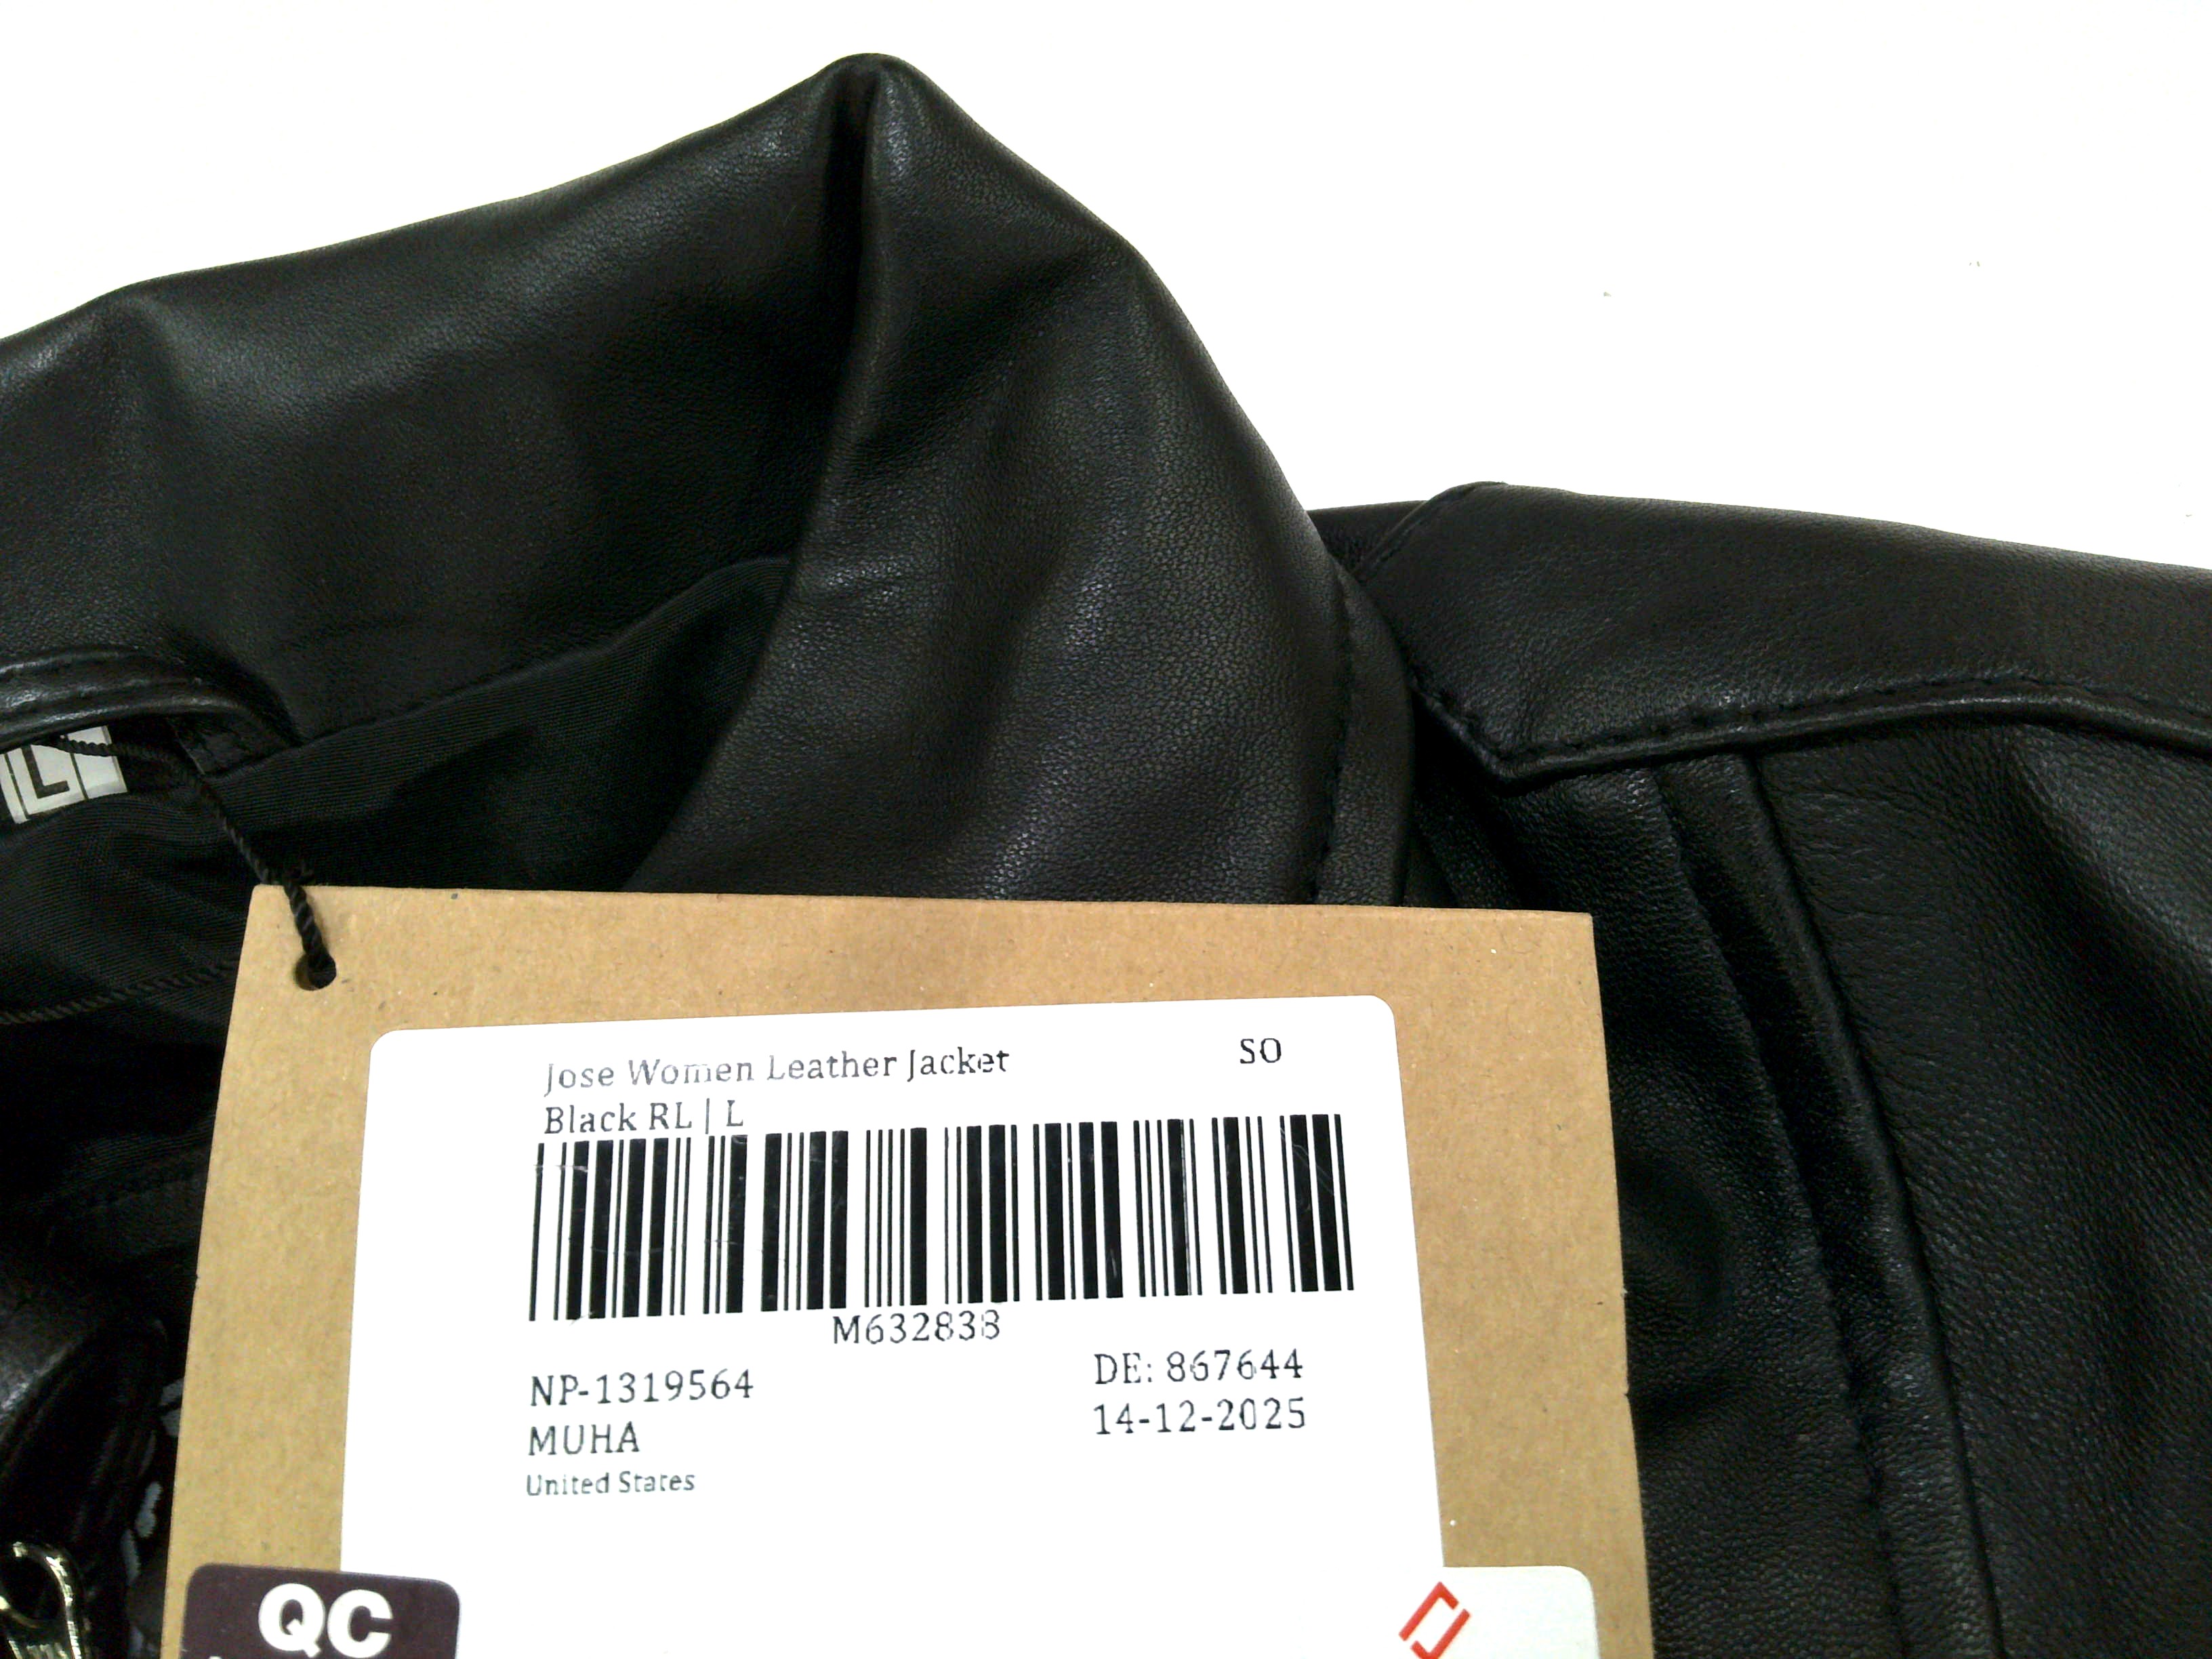 L
Jose Women Leather Jacket
SO
Black RL | L
M632838
NP-1319564
DE: 867644
MUHA
14-12-2025
United States
QC